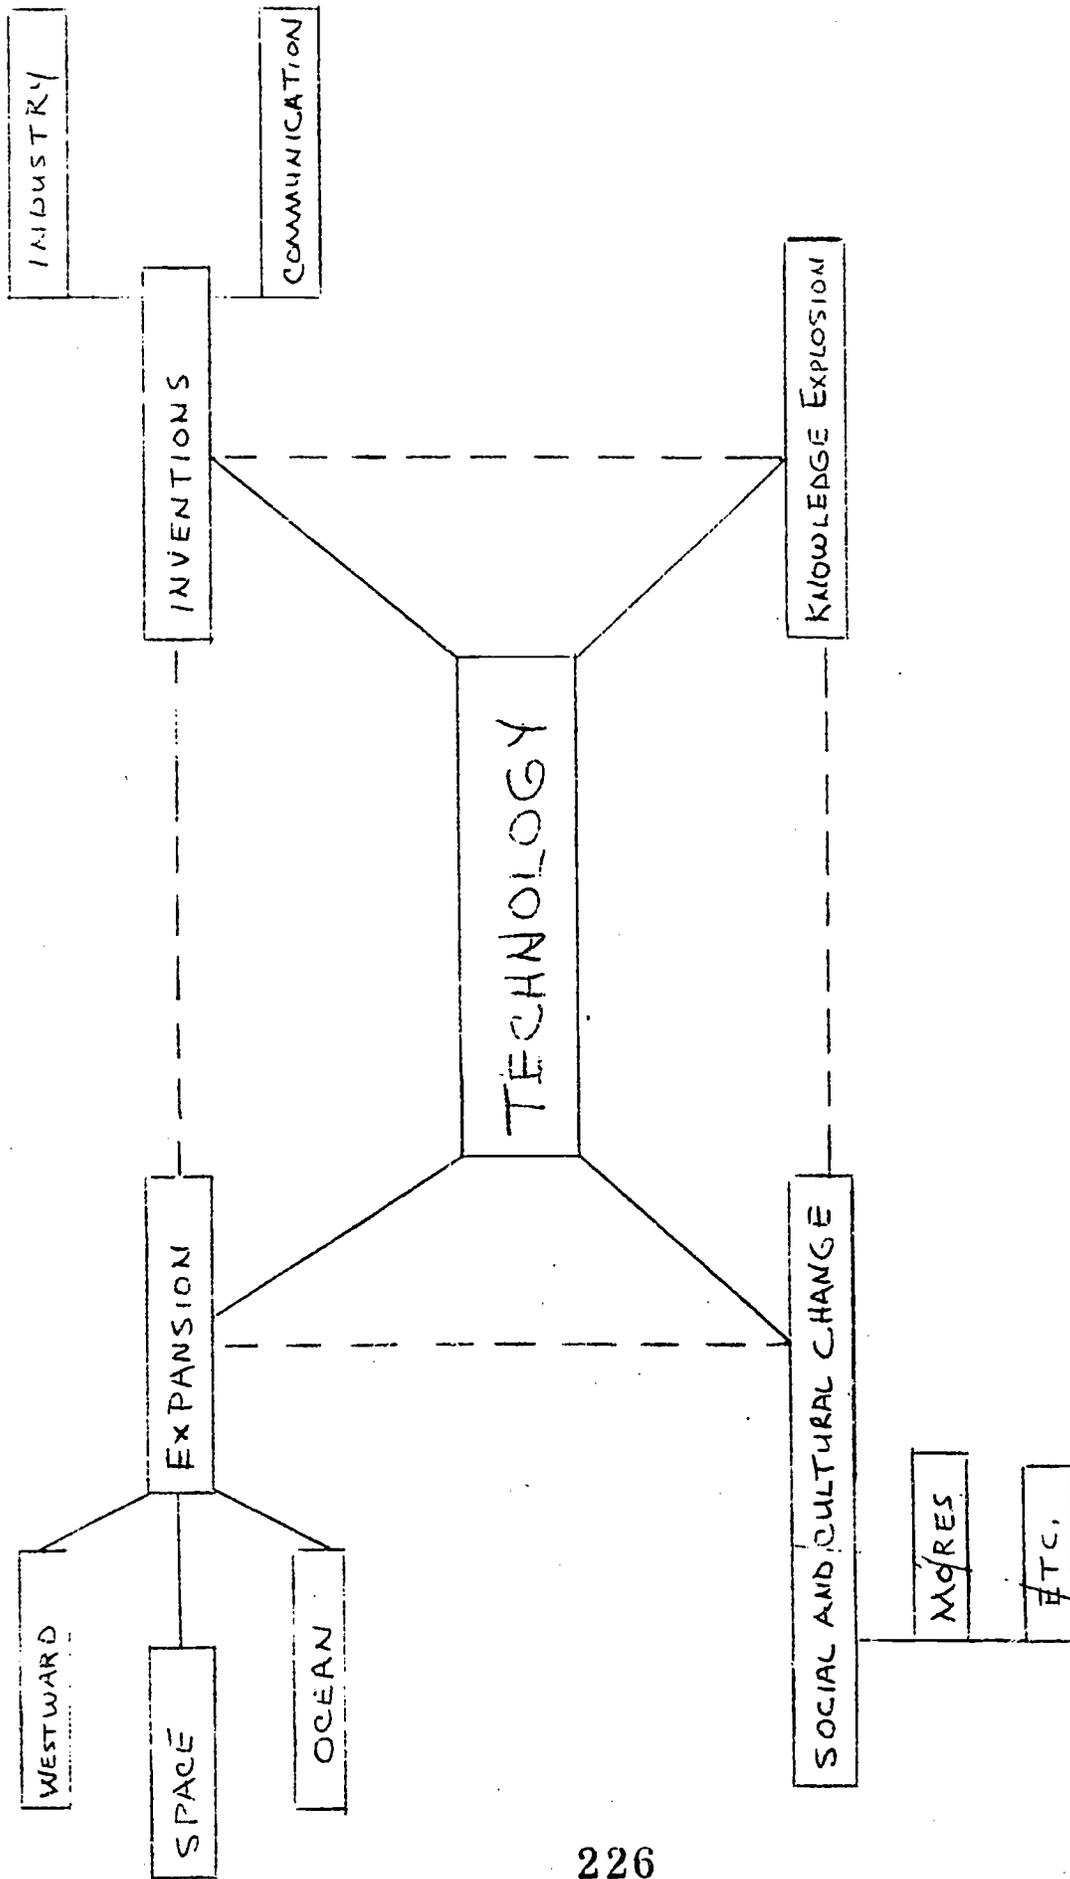 WESTWARD
SPACE
OCEAN
EXPANSION
INVENTIONS
INDUSTRY
COMMUNICATION
TECHNOLOGY
SOCIAL AND CULTURAL CHANGE
KNOWLEDGE EXPLOSION
MORES
ETC.
226